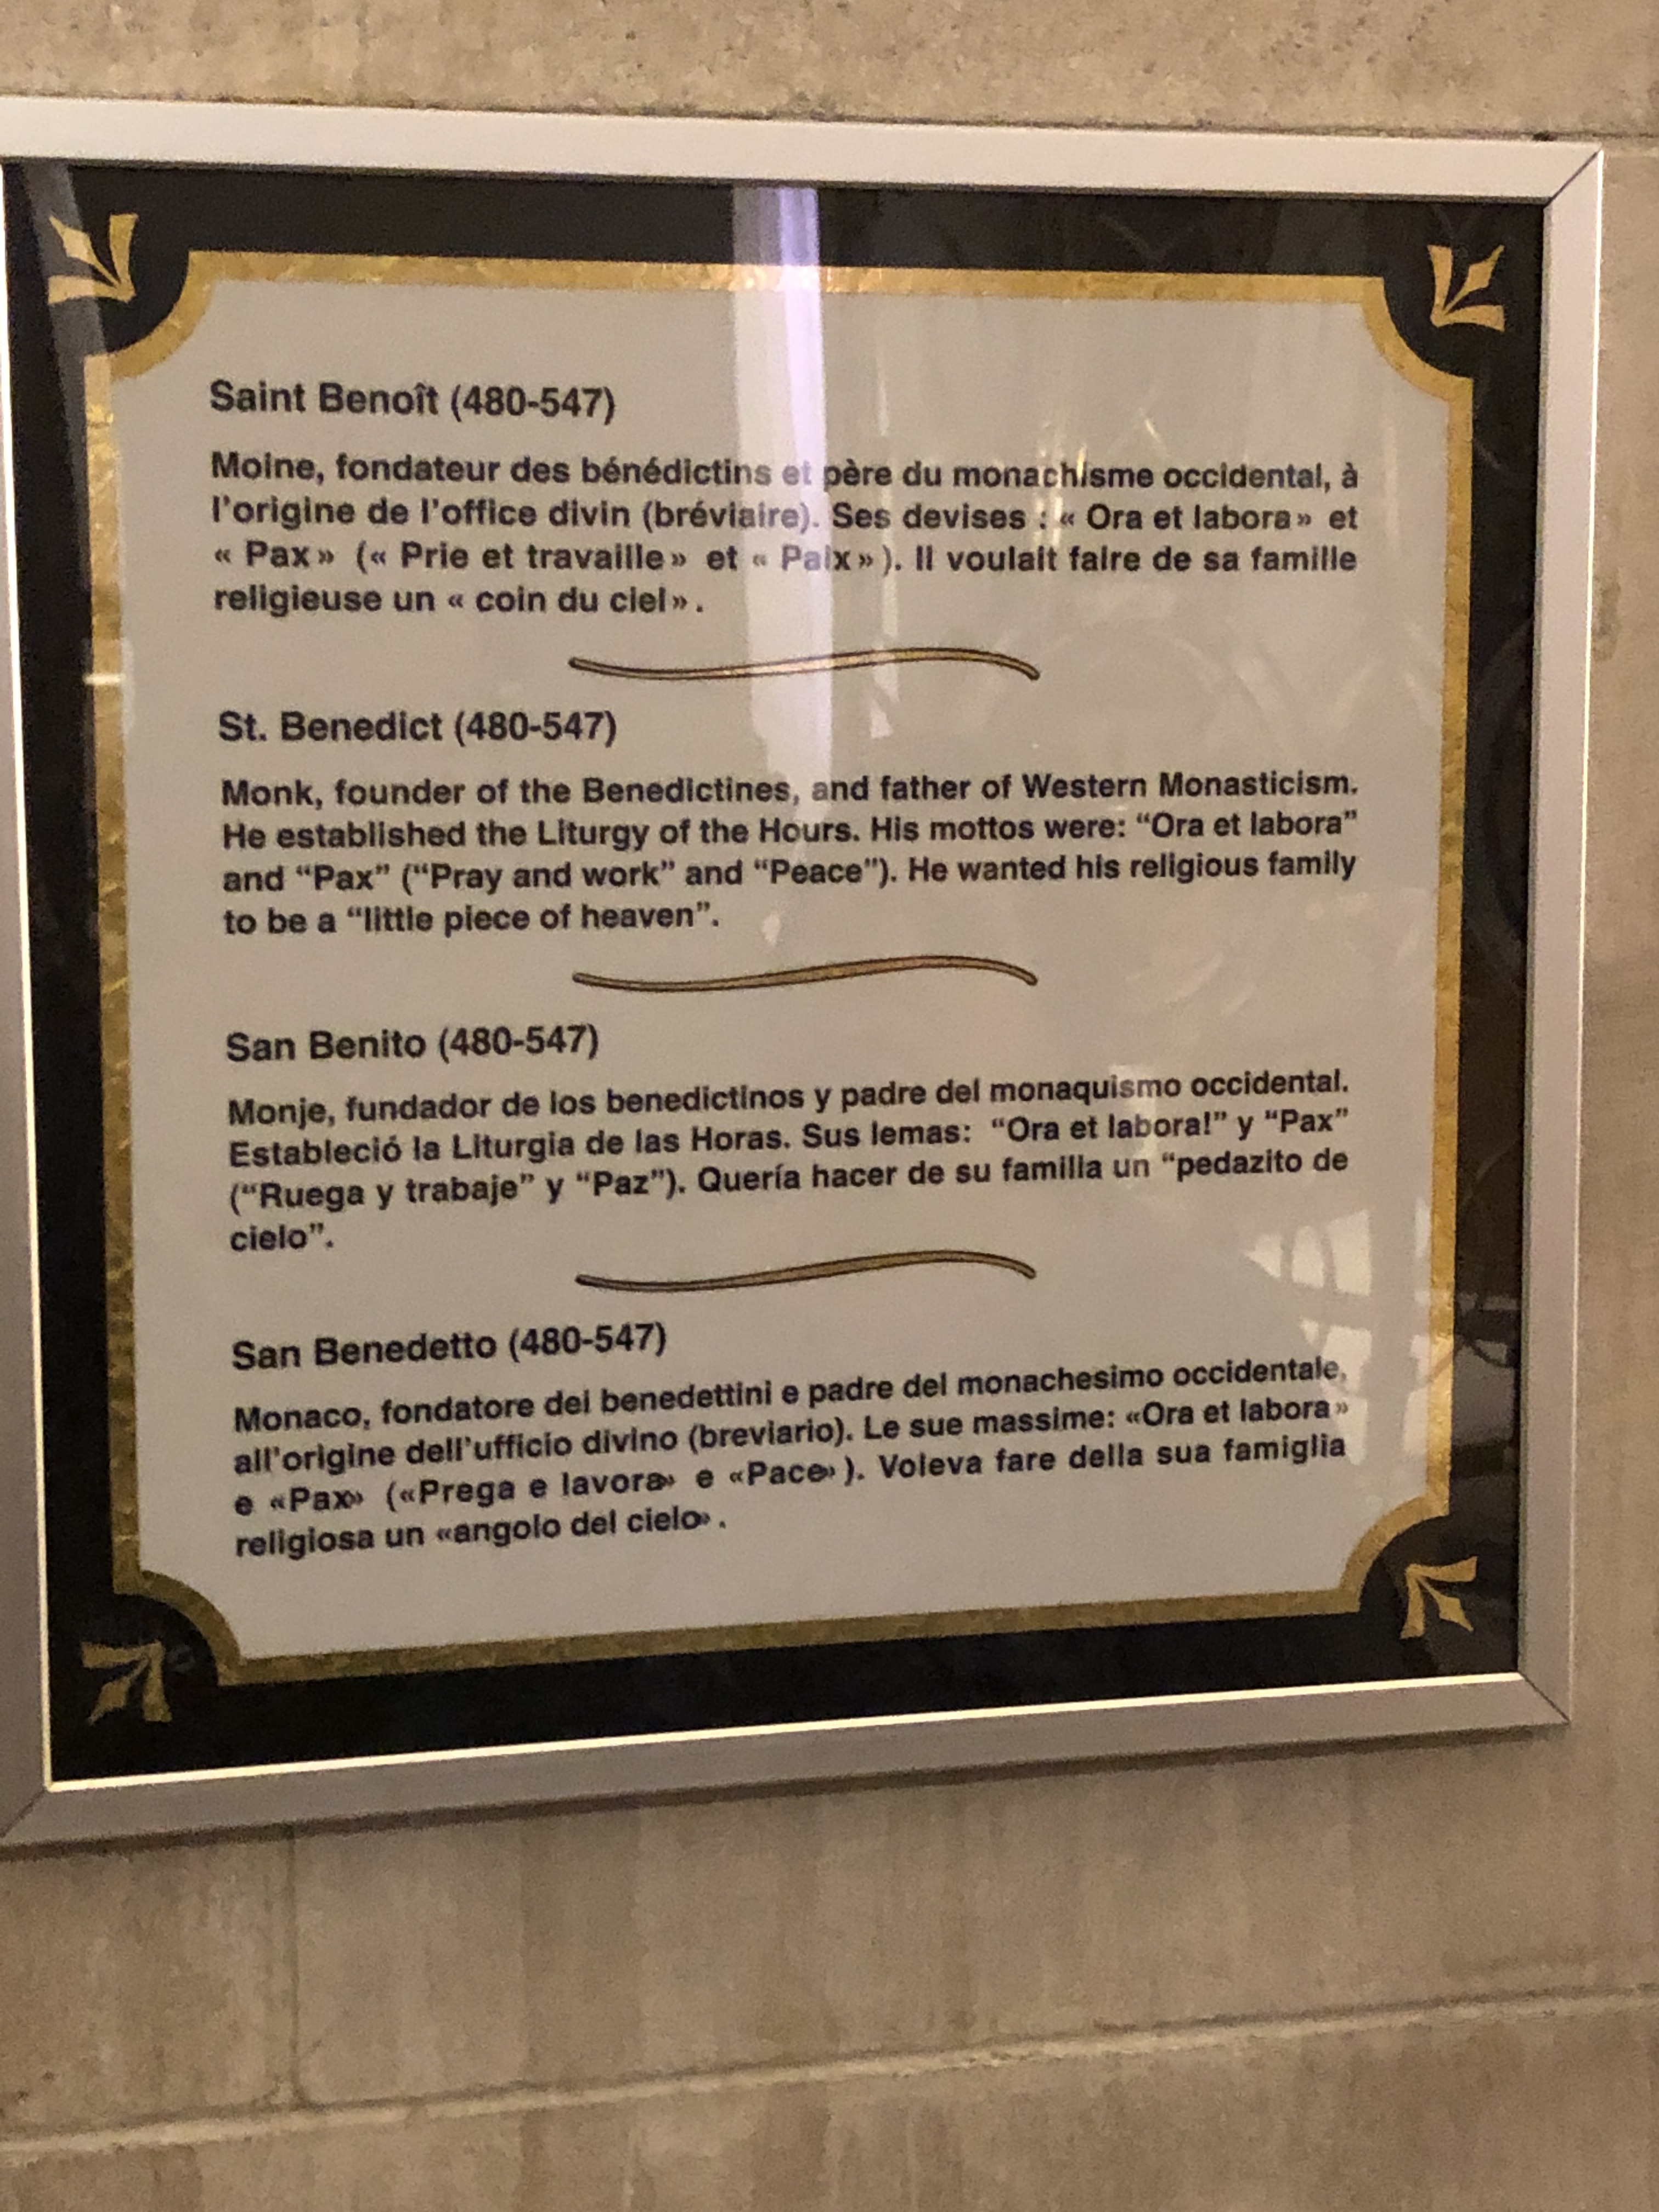 Saint Benoît (480-547)
Moine, fondateur des bénédictins et père du monachisme occidental, à
l'origine de l'office divin (bréviaire). Ses devises : « Ora et labora » et
« Pax » (« Prie et travaille » et « Paix »). Il voulait faire de sa famille
religieuse un « coin du ciel ».
St. Benedict (480-547)
Monk, founder of the Benedictines, and father of Western Monasticism.
He established the Liturgy of the Hours. His mottos were: “Ora et labora”
and “Pax” (“Pray and work” and “Peace”). He wanted his religious family
to be a “little piece of heaven”.
San Benito (480-547)
Monje, fundador de los benedictinos y padre del monaquismo occidental.
Estableció la Liturgia de las Horas. Sus lemas: “Ora et labora!” y “Pax”
(“Ruega y trabaje” y “Paz”). Quería hacer de su familia un “pedazito de
cielo”.
San Benedetto (480-547)
Monaco, fondatore dei benedettini e padre del monachesimo occidentale,
all'origine dell'ufficio divino (breviario). Le sue massime: «Ora et labora»
e «Pax» («Prega e lavora» e «Pace»). Voleva fare della sua famiglia
religiosa un «angolo del cielo».